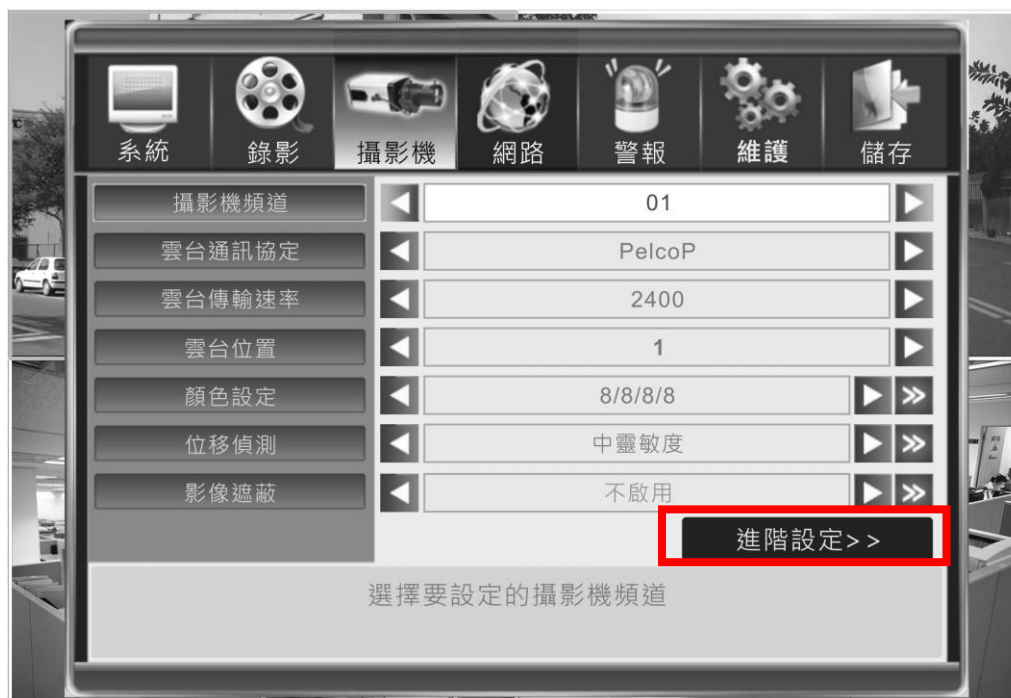 系統 錄影 攝影機 網路 警報 維護 儲存
攝影機頻道 01
雲台通訊協定 PelcoP
雲台傳輸速率 2400
雲台位置 1
顏色設定 8/8/8/8
位移偵測 中靈敏度
影像遮蔽 不啟用
進階設定>>
選擇要設定的攝影機頻道